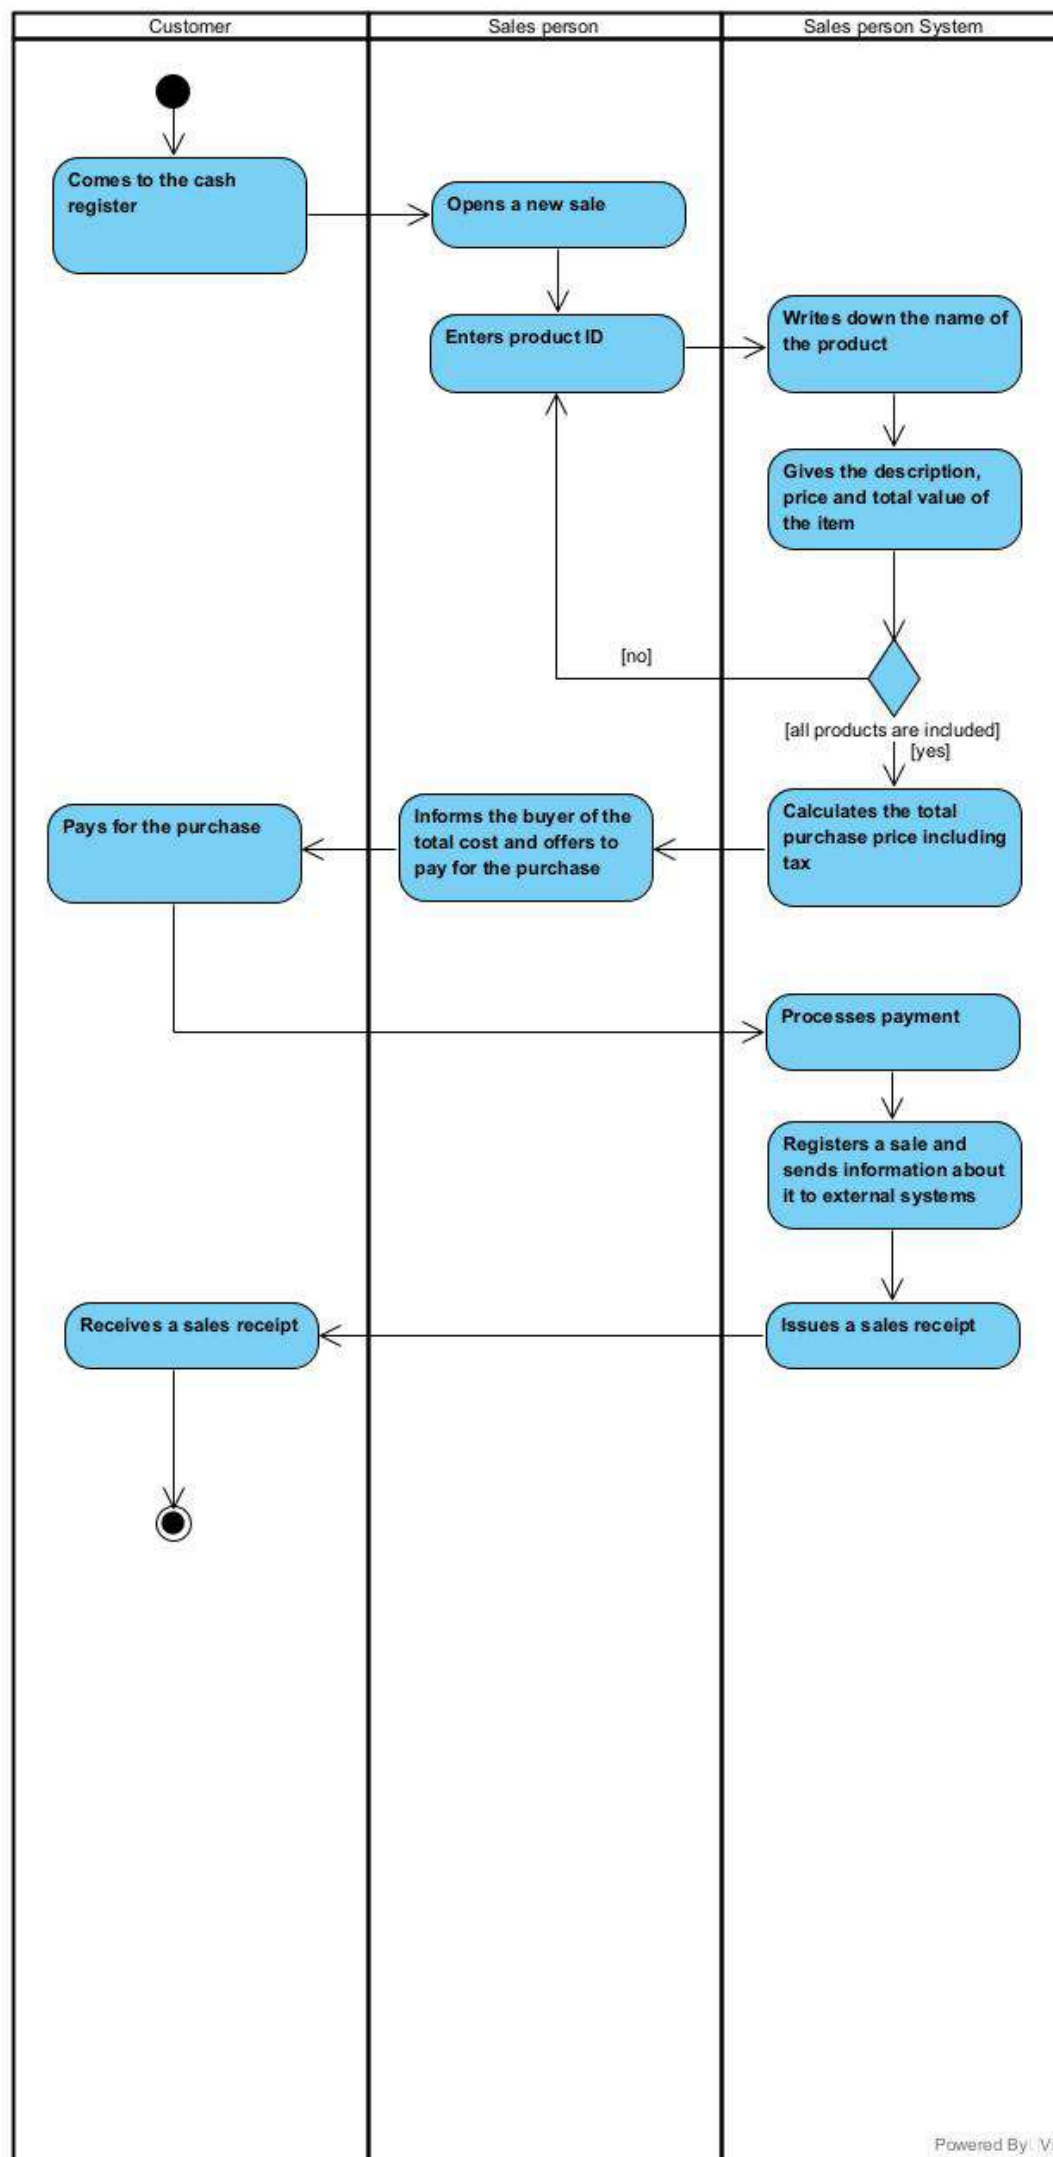 Customer
Sales person
Sales person System
Comes to the cash
register
Opens a new sale
Enters product ID
Writes down the name of
the product
Gives the description,
price and total value of
the item
[no]
[all products are included]
[yes]
Pays for the purchase
Informs the buyer of the
total cost and offers to
pay for the purchase
Calculates the total
purchase price including
tax
Processes payment
Registers a sale and
sends information about
it to external systems
Receives a sales receipt
Issues a sales receipt
Powered By